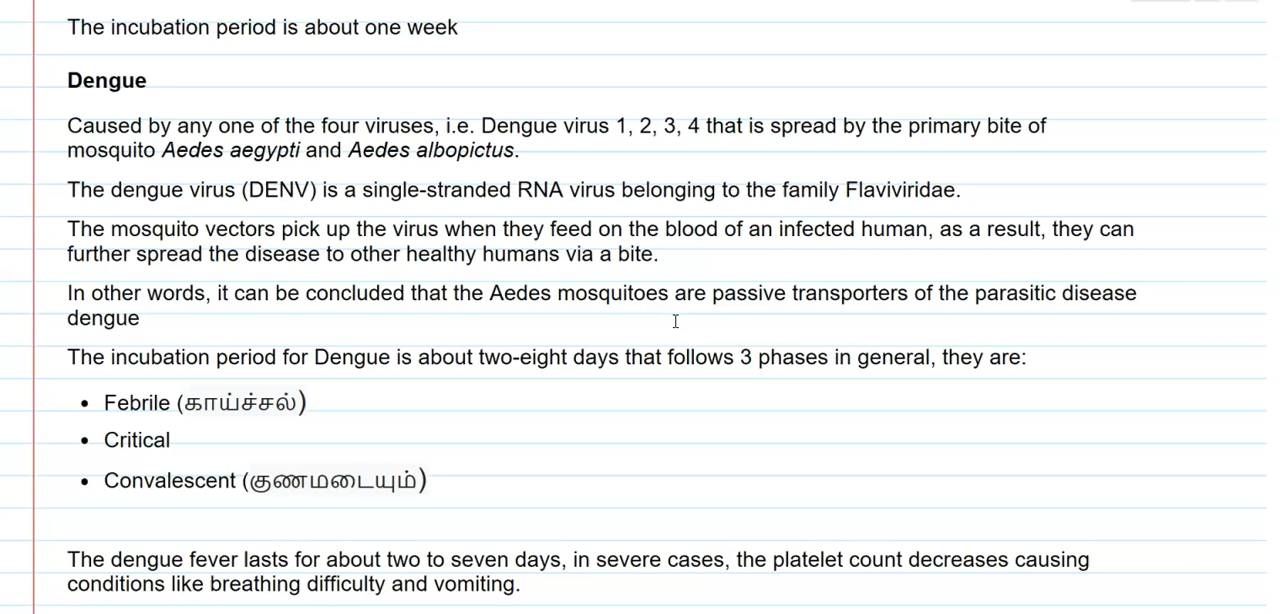 The incubation period is about one week
Dengue
Caused by any one of the four viruses, i.e. Dengue virus 1, 2, 3, 4 that is spread by the primary bite of
mosquito Aedes aegypti and Aedes albopictus.
The dengue virus (DENV) is a single-stranded RNA virus belonging to the family Flaviviridae.
The mosquito vectors pick up the virus when they feed on the blood of an infected human, as a result, they can
further spread the disease to other healthy humans via a bite.
In other words, it can be concluded that the Aedes mosquitoes are passive transporters of the parasitic disease
dengue
The incubation period for Dengue is about two-eight days that follows 3 phases in general, they are:
• Febrile (காய்ச்சல்)
• Critical
• Convalescent (குணமடையும்)
The dengue fever lasts for about two to seven days, in severe cases, the platelet count decreases causing
conditions like breathing difficulty and vomiting.